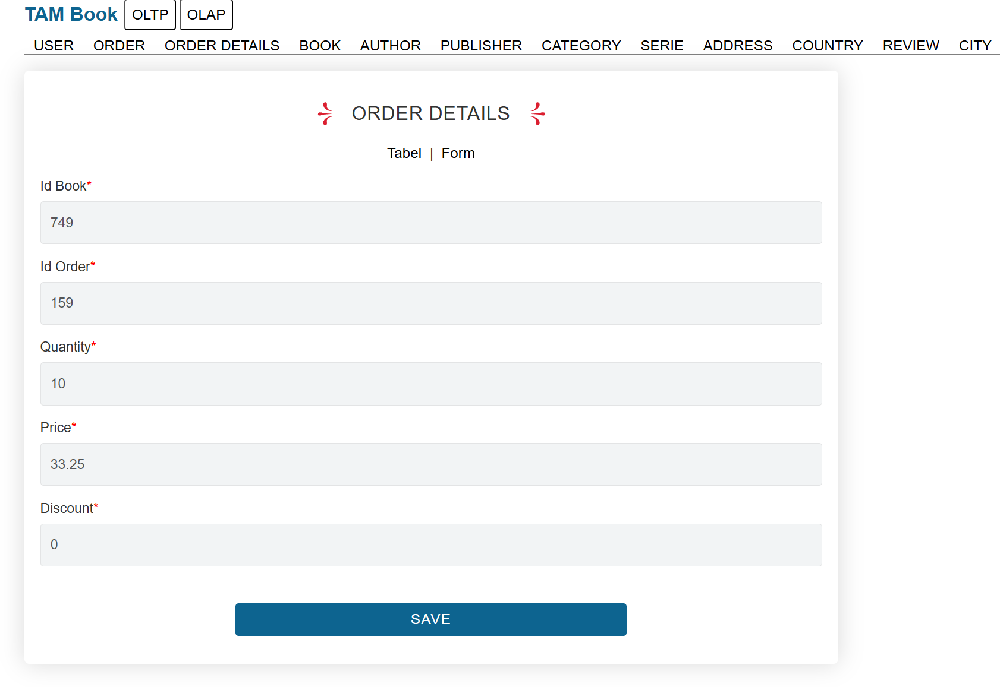 TAM Book OLTP OLAP
USER ORDER ORDER DETAILS BOOK AUTHOR PUBLISHER CATEGORY SERIE ADDRESS COUNTRY REVIEW CITY
ORDER DETAILS
Tabel | Form
Id Book*
749
Id Order*
159
Quantity*
10
Price*
33.25
Discount*
0
SAVE